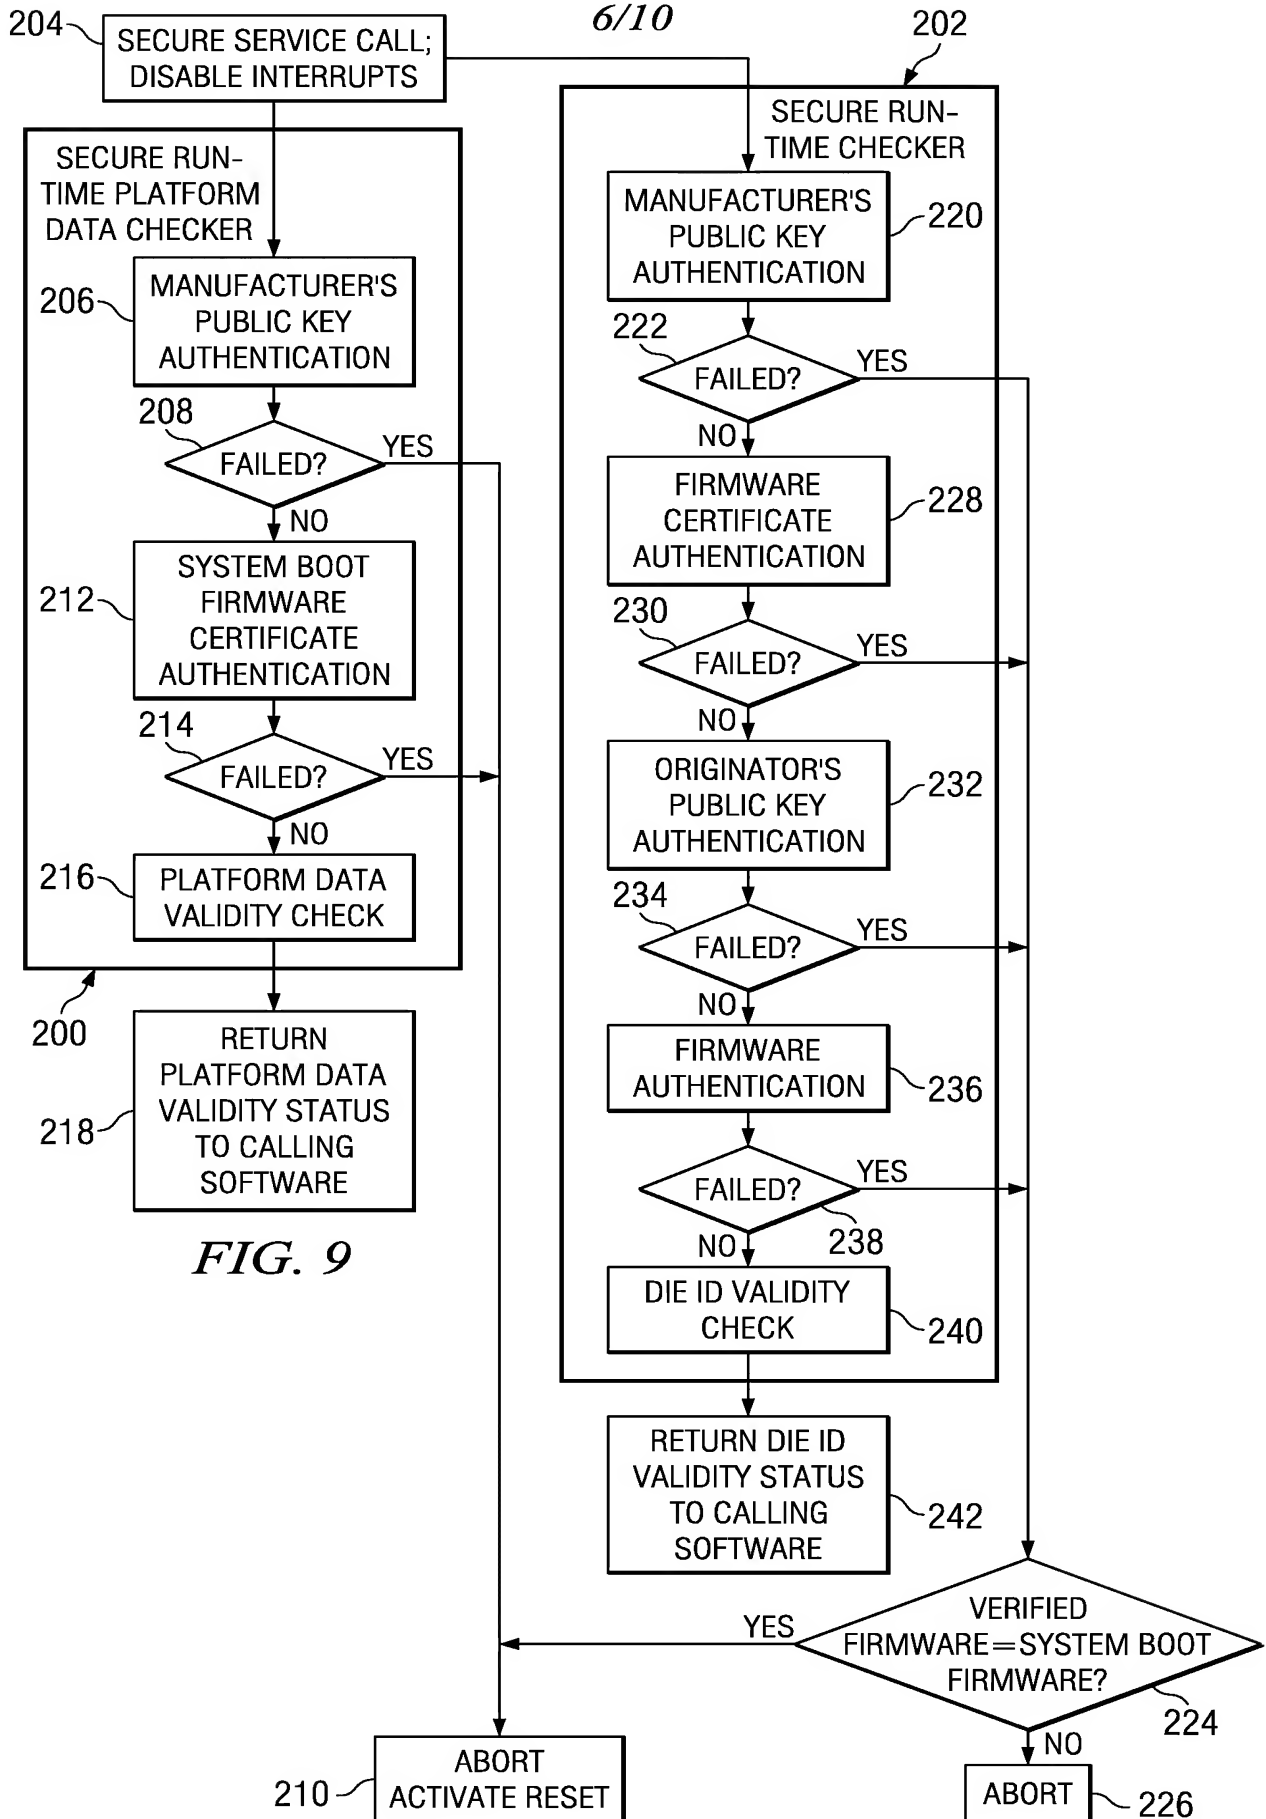 6/10
204
SECURE SERVICE CALL;
DISABLE INTERRUPTS
202
SECURE RUN-
TIME PLATFORM
DATA CHECKER
206
MANUFACTURER'S
PUBLIC KEY
AUTHENTICATION
208
FAILED?
YES
NO
212
SYSTEM BOOT
FIRMWARE
CERTIFICATE
AUTHENTICATION
214
FAILED?
YES
NO
216
PLATFORM DATA
VALIDITY CHECK
200
218
RETURN
PLATFORM DATA
VALIDITY STATUS
TO CALLING
SOFTWARE
FIG. 9
SECURE RUN-
TIME CHECKER
MANUFACTURER'S
PUBLIC KEY
AUTHENTICATION
220
222
FAILED?
YES
NO
FIRMWARE
CERTIFICATE
AUTHENTICATION
228
230
FAILED?
YES
NO
ORIGINATOR'S
PUBLIC KEY
AUTHENTICATION
232
234
FAILED?
YES
NO
FIRMWARE
AUTHENTICATION
236
FAILED?
YES
238
NO
DIE ID VALIDITY
CHECK
240
RETURN DIE ID
VALIDITY STATUS
TO CALLING
SOFTWARE
242
VERIFIED
FIRMWARE=SYSTEM BOOT
FIRMWARE?
YES
224
NO
210
ABORT
ACTIVATE RESET
ABORT
226